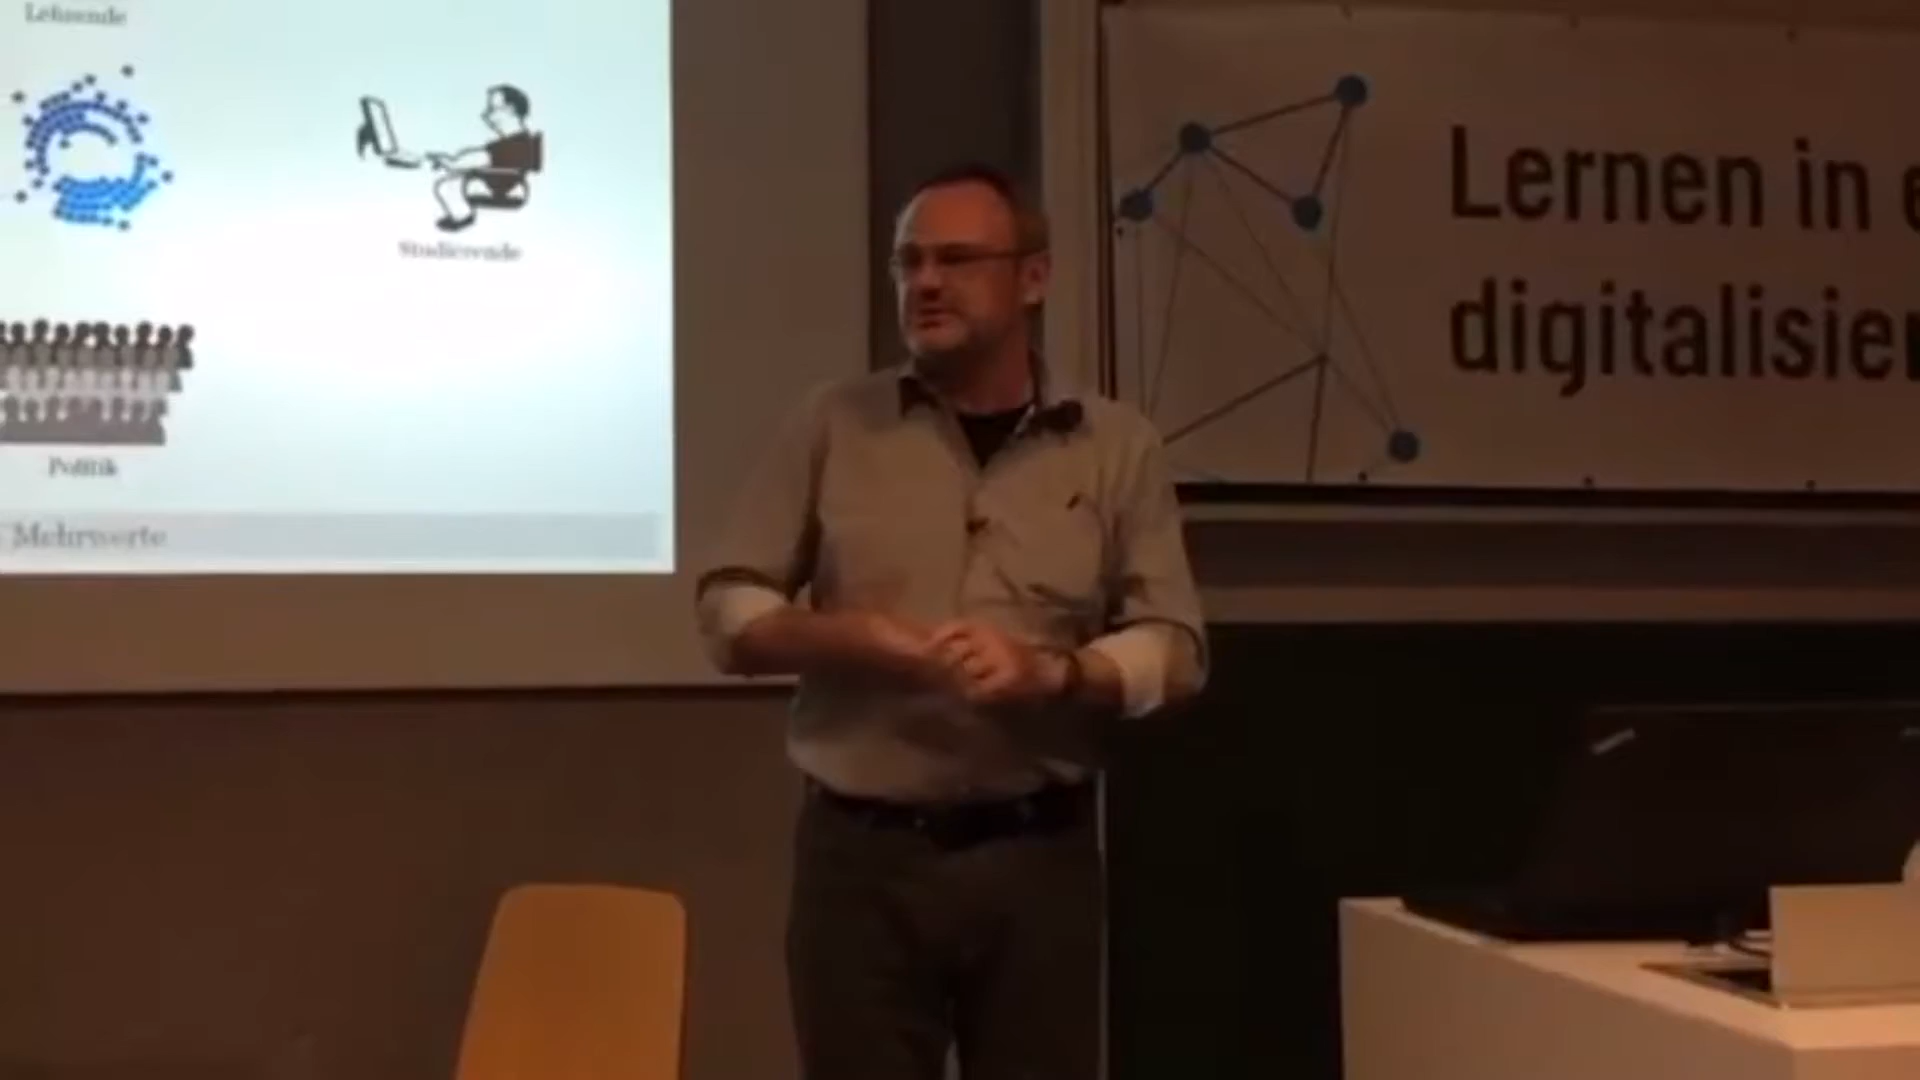 Lehrende
Studierende
Politik
Mehrwerte
Lernen in e
digitalisier